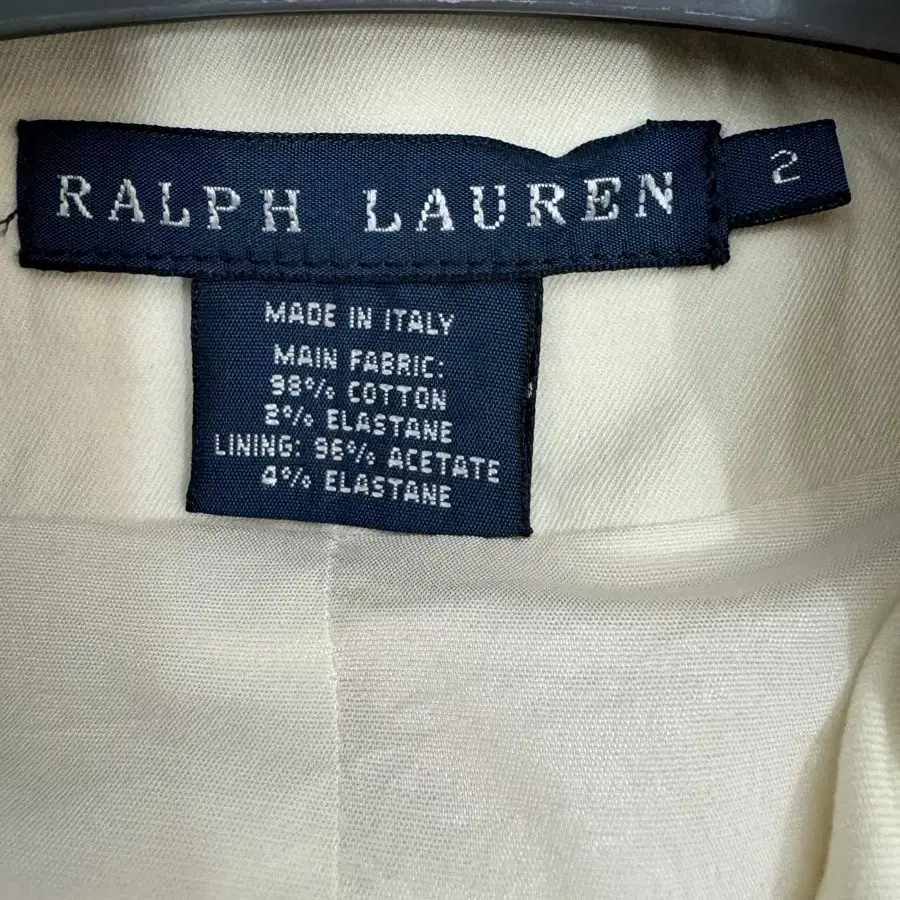 RALPH LAUREN
2
MADE IN ITALY
MAIN FABRIC:
98% COTTON
2% ELASTANE
LINING: 96% ACETATE
4% ELASTANE